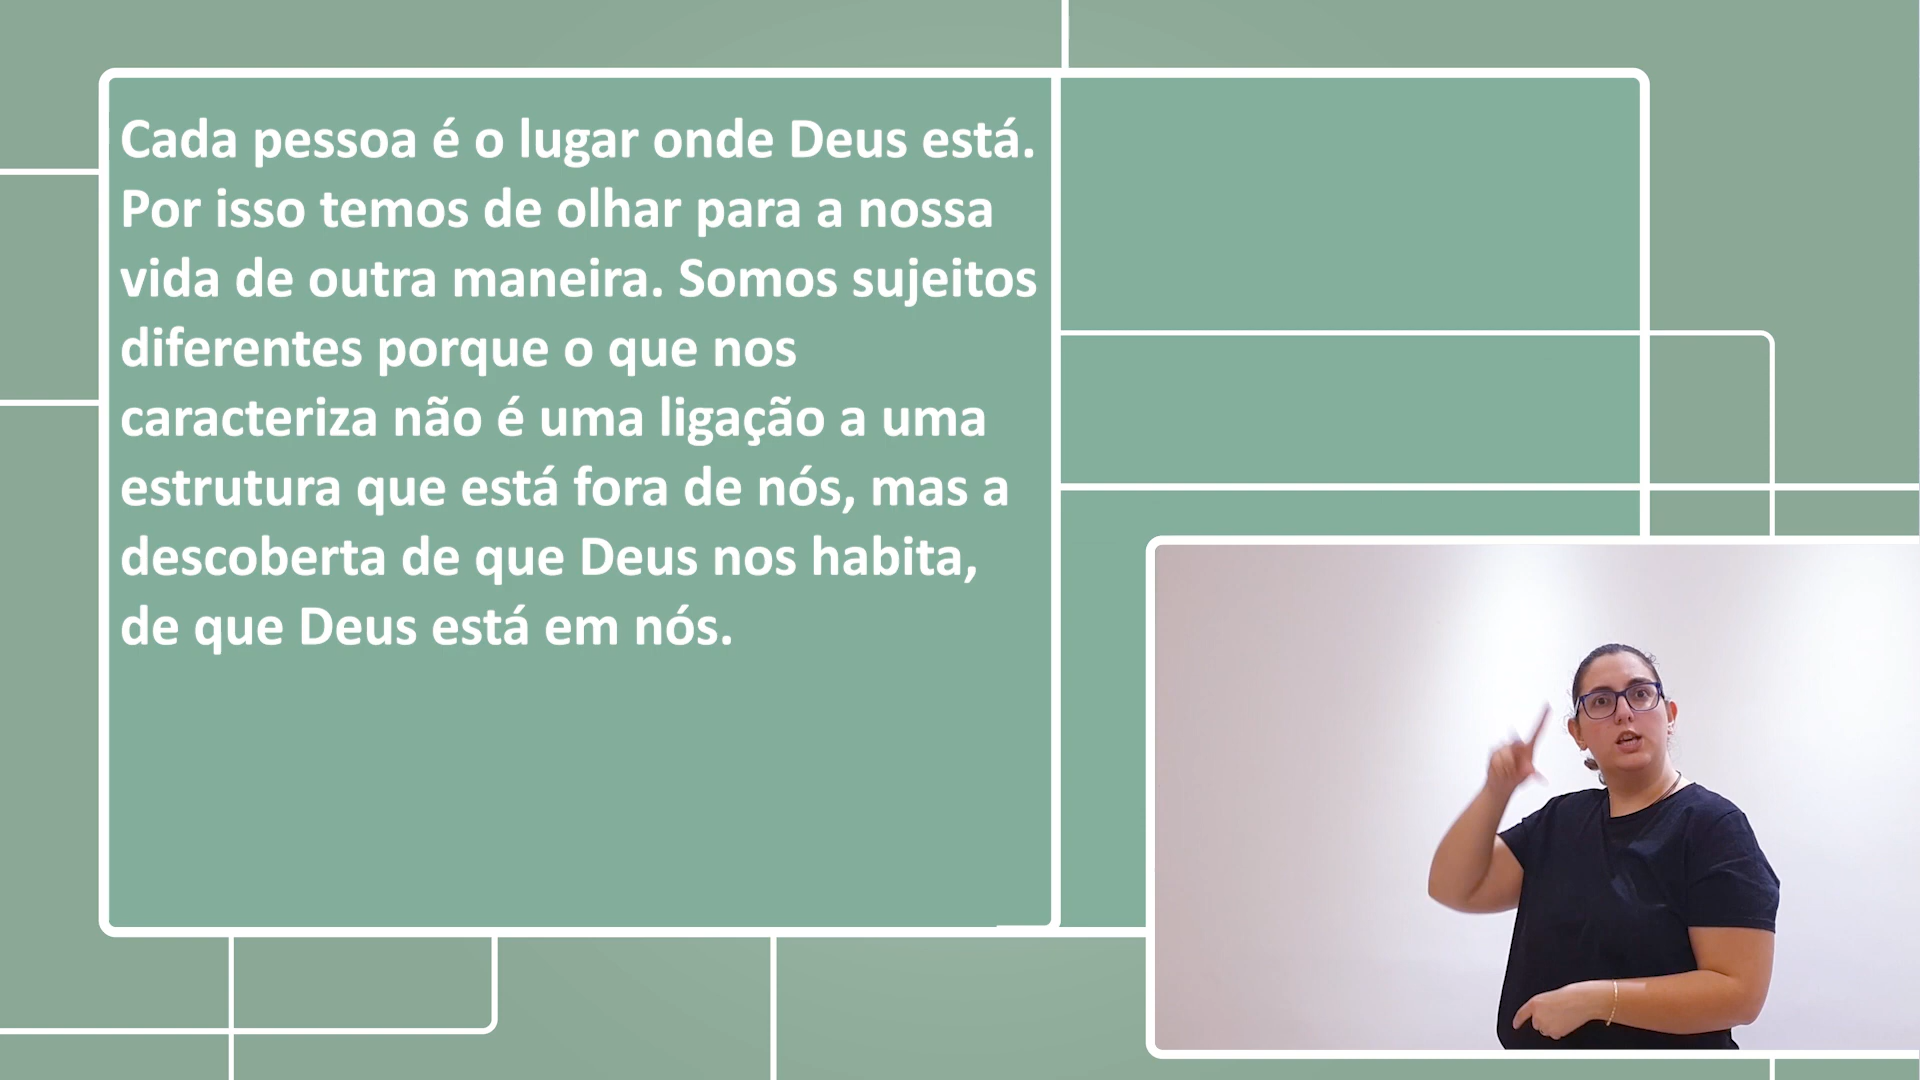 Cada pessoa é o lugar onde Deus está.
Por isso temos de olhar para a nossa
vida de outra maneira. Somos sujeitos
diferentes porque o que nos
caracteriza não é uma ligação a uma
estrutura que está fora de nós, mas a
descoberta de que Deus nos habita,
de que Deus está em nós.